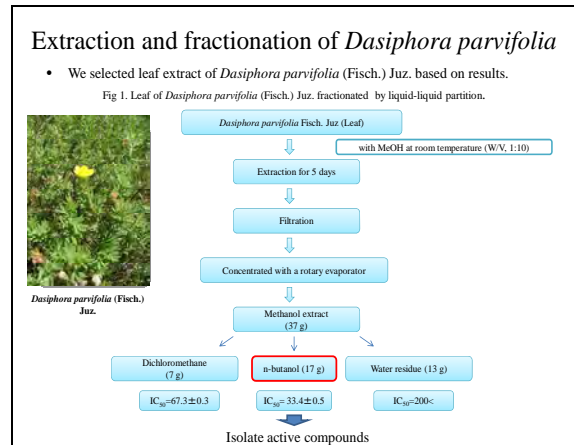 Extraction and fractionation of Dasiphora parvifolia
• We selected leaf extract of Dasiphora parvifolia (Fisch.) Juz. based on results.
Fig 1. Leaf of Dasiphora parvifolia (Fisch.) Juz. fractionated by liquid-liquid partition.
Dasiphora parvifolia Fisch. Juz (Leaf)
with MeOH at room temperature (W/V, 1:10)
Extraction for 5 days
Filtration
Concentrated with a rotary evaporator
Dasiphora parvifolia (Fisch.)
Juz.
Methanol extract
(37 g)
Dichloromethane
(7 g)
n-butanol (17 g)
Water residue (13 g)
IC₅₀=67.3±0.3
IC₅₀= 33.4±0.5
IC₅₀=200<
Isolate active compounds